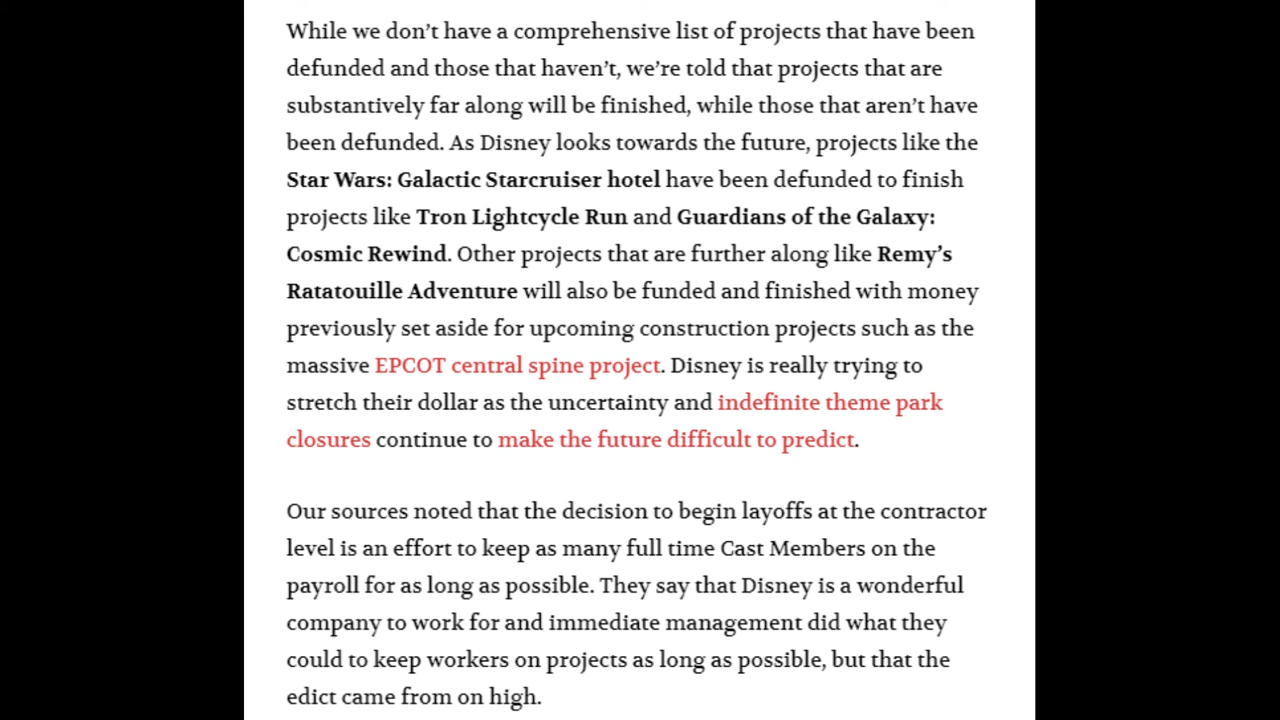 While we don’t have a comprehensive list of projects that have been
defunded and those that haven’t, we’re told that projects that are
substantively far along will be finished, while those that aren’t have
been defunded. As Disney looks towards the future, projects like the
Star Wars: Galactic Starcruiser hotel have been defunded to finish
projects like Tron Lightcycle Run and Guardians of the Galaxy:
Cosmic Rewind. Other projects that are further along like Remy’s
Ratatouille Adventure will also be funded and finished with money
previously set aside for upcoming construction projects such as the
massive EPCOT central spine project. Disney is really trying to
stretch their dollar as the uncertainty and indefinite theme park
closures continue to make the future difficult to predict.
Our sources noted that the decision to begin layoffs at the contractor
level is an effort to keep as many full time Cast Members on the
payroll for as long as possible. They say that Disney is a wonderful
company to work for and immediate management did what they
could to keep workers on projects as long as possible, but that the
edict came from on high.